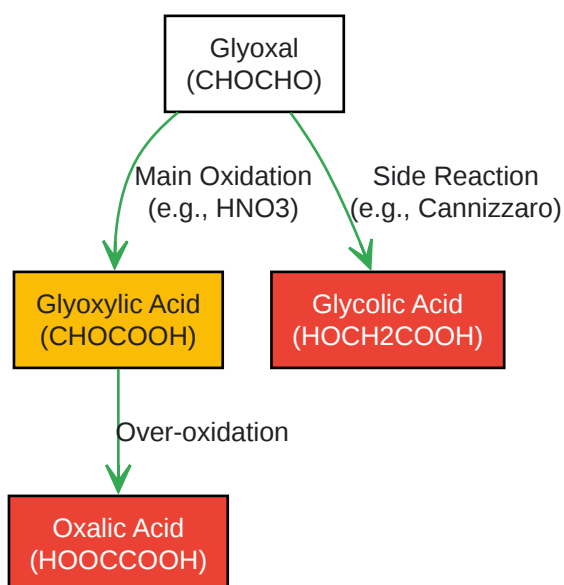 Glyoxal
(CHOCHO)
Main Oxidation
(e.g., HNO3)
Side Reaction
(e.g., Cannizzaro)
Glyoxylic Acid
(CHOCOOH)
Glycolic Acid
(HOCH2COOH)
Over-oxidation
Oxalic Acid
(HOOCCOOH)